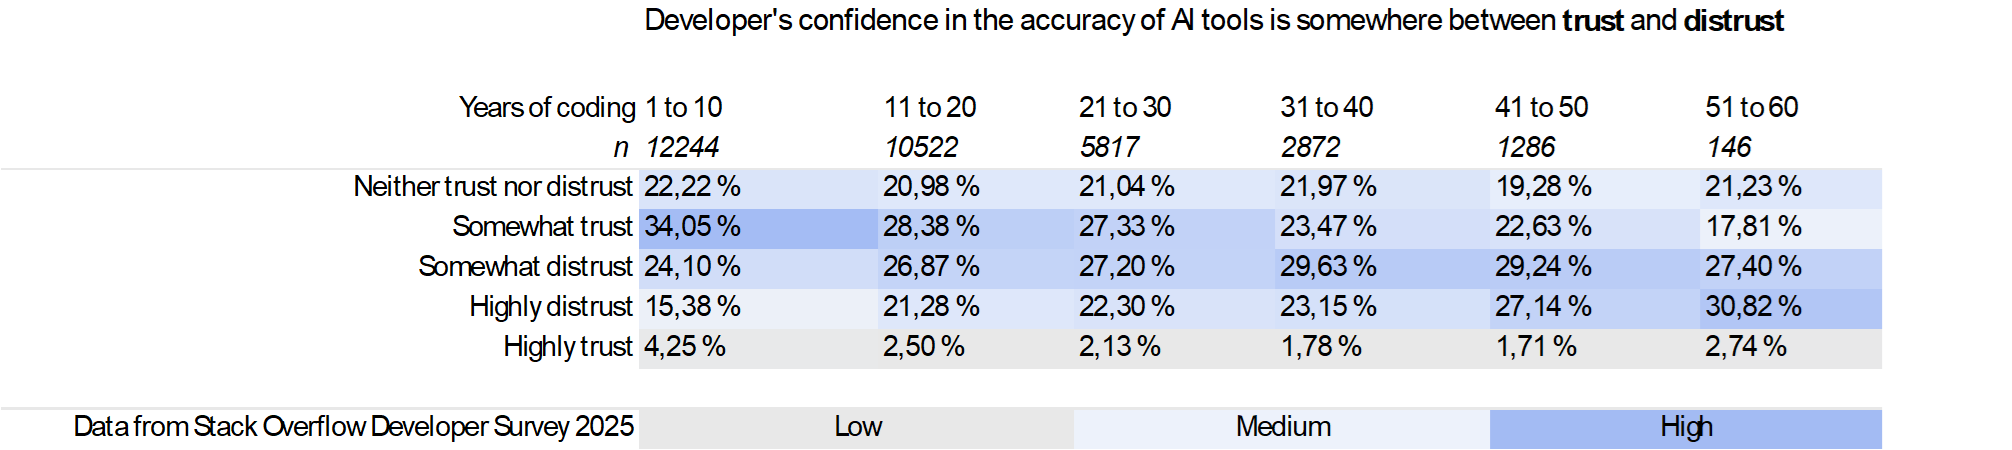 Developer's confidence in the accuracy of AI tools is somewhere between trust and distrust
Years of coding 1 to 10 11 to 20 21 to 30 31 to 40 41 to 50 51 to 60
n 12244 10522 5817 2872 1286 146
Neither trust nor distrust 22,22 % 20,98 % 21,04 % 21,97 % 19,28 % 21,23 %
Somewhat trust 34,05 % 28,38 % 27,33 % 23,47 % 22,63 % 17,81 %
Somewhat distrust 24,10 % 26,87 % 27,20 % 29,63 % 29,24 % 27,40 %
Highly distrust 15,38 % 21,28 % 22,30 % 23,15 % 27,14 % 30,82 %
Highly trust 4,25 % 2,50 % 2,13 % 1,78 % 1,71 % 2,74 %
Data from Stack Overflow Developer Survey 2025 Low Medium High